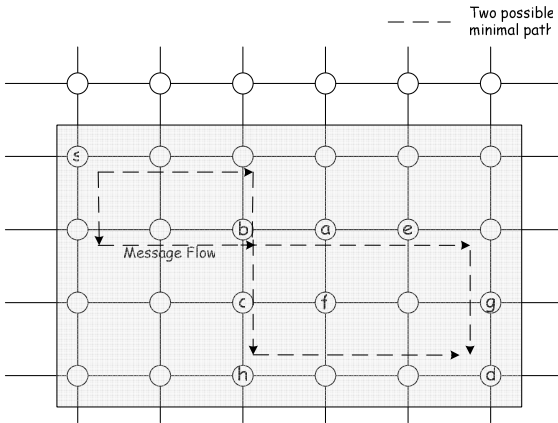 Two possible
minimal path
s
b a e
Message Flow
c f g
h d